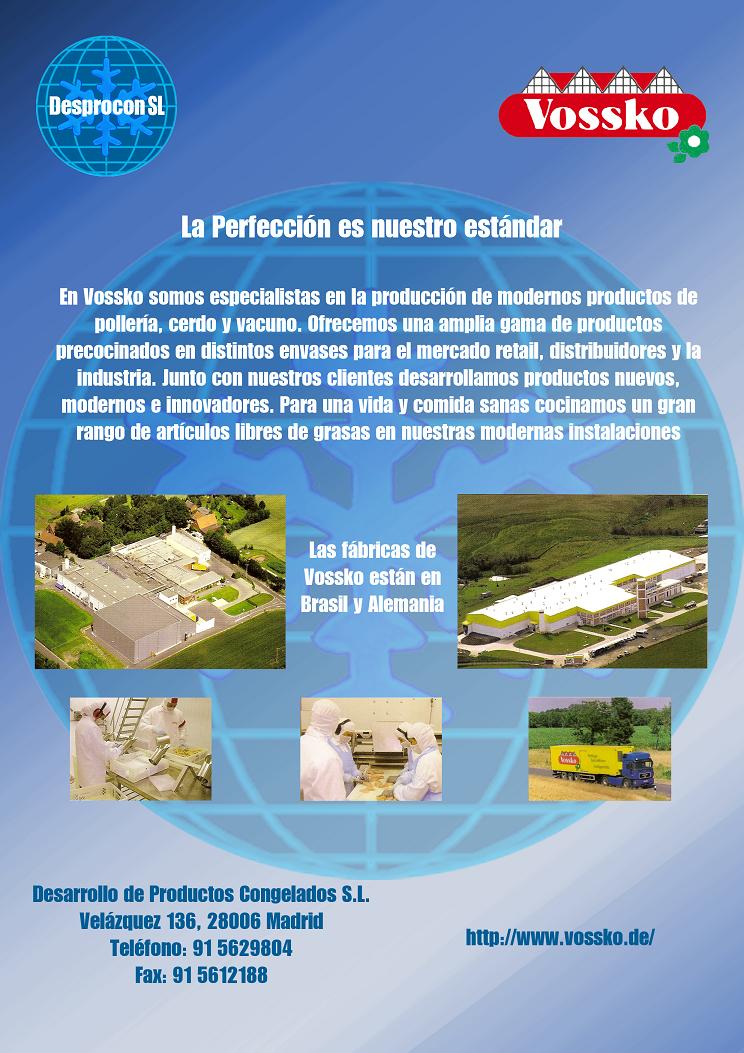 Desprocon SL
Vossko
La Perfección es nuestro estándar
En Vossko somos especialistas en la producción de modernos productos de
pollería, cerdo y vacuno. Ofrecemos una amplia gama de productos
precocinados en distintos envases para el mercado retail, distribuidores y la
industria. Junto con nuestros clientes desarrollamos productos nuevos,
modernos e innovadores. Para una vida y comida sanas cocinamos un gran
rango de artículos libres de grasas en nuestras modernas instalaciones
Las fábricas de
Vossko están en
Brasil y Alemania
Vossko
Desarrollo de Productos Congelados S.L.
Velázquez 136, 28006 Madrid
Teléfono: 91 5629804
Fax: 91 5612188
http://www.vossko.de/